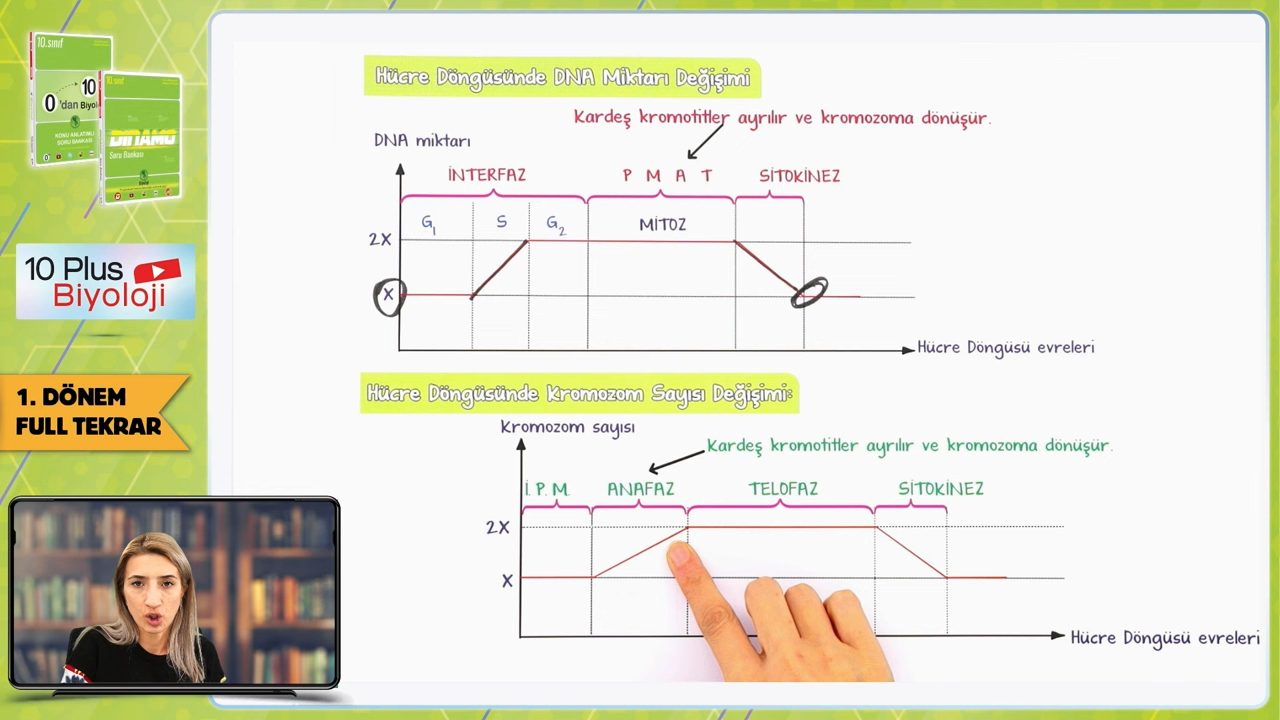 10.sınıf
0 'dan 10
Biyoloji
KONU ANLATIMLI
SORU BANKASI
10.sınıf
DİNAMO
Soru Bankası
10 Plus
Biyoloji
1. DÖNEM
FULL TEKRAR
Hücre Döngüsünde DNA Miktarı Değişimi
Kardeş kromotitler ayrılır ve kromozoma dönüşür.
DNA miktarı
İNTERFAZ
P M A T
SİTOKİNEZ
G1
S
G2
MİTOZ
2X
X
Hücre Döngüsü evreleri
Hücre Döngüsünde Kromozom Sayısı Değişimi:
Kromozom sayısı
Kardeş kromotitler ayrılır ve kromozoma dönüşür.
İ. P. M.
ANAFAZ
TELOFAZ
SİTOKİNEZ
2X
X
Hücre Döngüsü evreleri